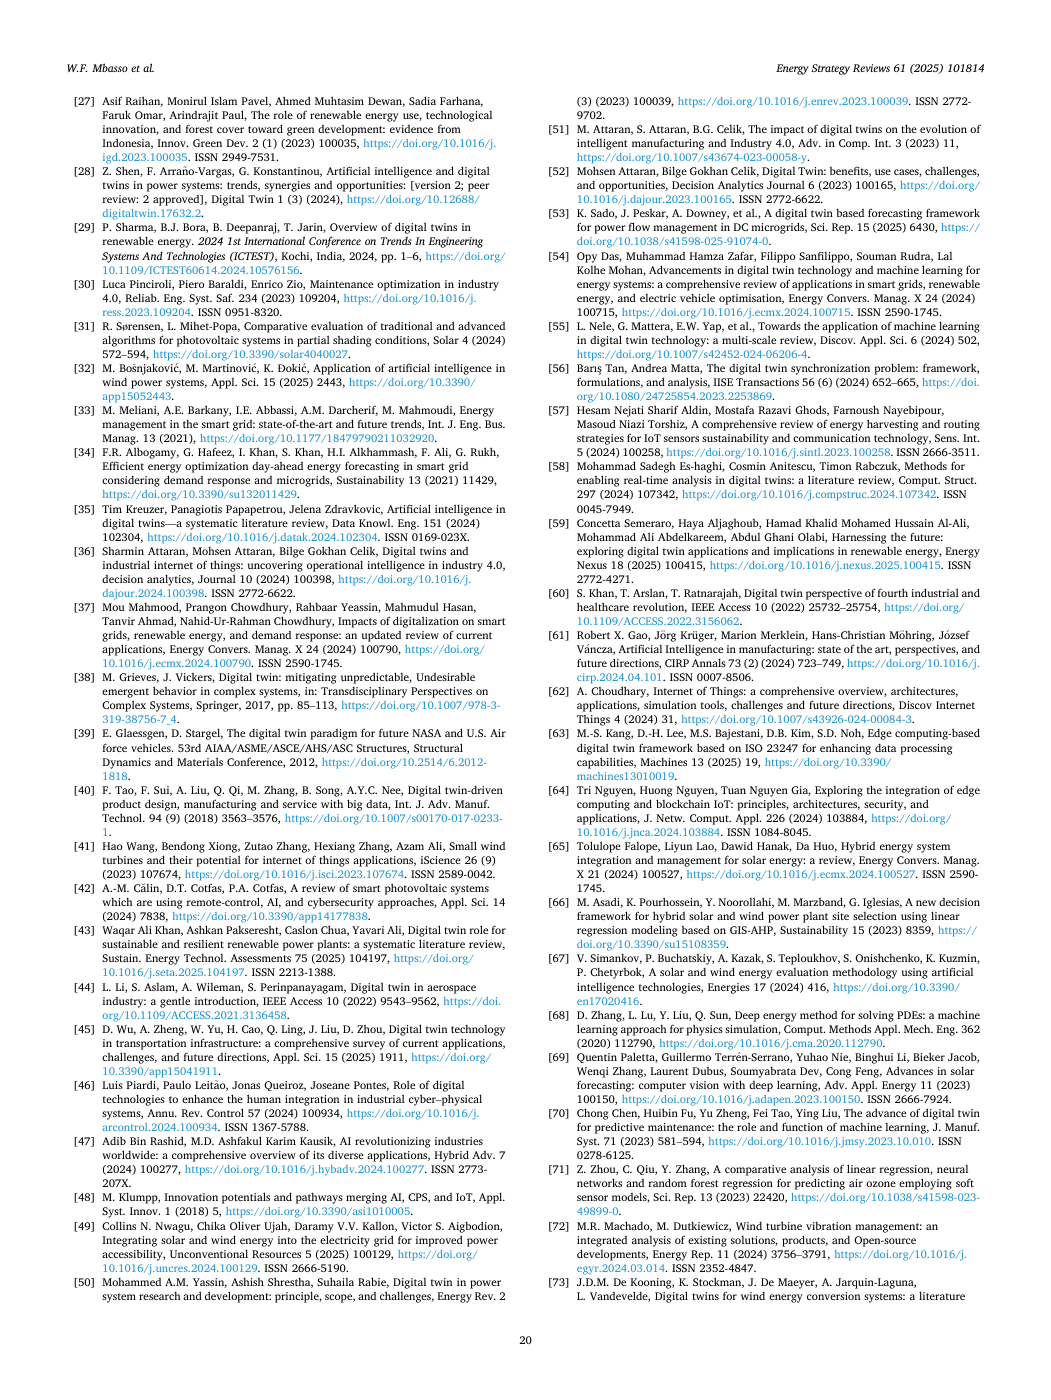 W.F. Mbasso et al.
Energy Strategy Reviews 61 (2025) 101814
[27] Asif Raihan, Monirul Islam Pavel, Ahmed Muhtasim Dewan, Sadia Farhana,
Faruk Omar, Arindrajit Paul, The role of renewable energy use, technological
innovation, and forest cover toward green development: evidence from
Indonesia, Innov. Green Dev. 2 (1) (2023) 100035, https://doi.org/10.1016/j.
igd.2023.100035. ISSN 2949-7531.
[28] Z. Shen, F. Arraño-Vargas, G. Konstantinou, Artificial intelligence and digital
twins in power systems: trends, synergies and opportunities: [version 2; peer
review: 2 approved], Digital Twin 1 (3) (2024), https://doi.org/10.12688/
digitaltwin.17632.2.
[29] P. Sharma, B.J. Bora, B. Deepanraj, T. Jarin, Overview of digital twins in
renewable energy. 2024 1st International Conference on Trends In Engineering
Systems And Technologies (ICTEST), Kochi, India, 2024, pp. 1–6, https://doi.org/
10.1109/ICTEST60614.2024.10576156.
[30] Luca Pinciroli, Piero Baraldi, Enrico Zio, Maintenance optimization in industry
4.0, Reliab. Eng. Syst. Saf. 234 (2023) 109204, https://doi.org/10.1016/j.
ress.2023.109204. ISSN 0951-8320.
[31] R. Sørensen, L. Mihet-Popa, Comparative evaluation of traditional and advanced
algorithms for photovoltaic systems in partial shading conditions, Solar 4 (2024)
572–594, https://doi.org/10.3390/solar4040027.
[32] M. Bošnjaković, M. Martinović, K. Đokić, Application of artificial intelligence in
wind power systems, Appl. Sci. 15 (2025) 2443, https://doi.org/10.3390/
app15052443.
[33] M. Meliani, A.E. Barkany, I.E. Abbassi, A.M. Darcherif, M. Mahmoudi, Energy
management in the smart grid: state-of-the-art and future trends, Int. J. Eng. Bus.
Manag. 13 (2021), https://doi.org/10.1177/18479790211032920.
[34] F.R. Albogamy, G. Hafeez, I. Khan, S. Khan, H.I. Alkhammash, F. Ali, G. Rukh,
Efficient energy optimization day-ahead energy forecasting in smart grid
considering demand response and microgrids, Sustainability 13 (2021) 11429,
https://doi.org/10.3390/su132011429.
[35] Tim Kreuzer, Panagiotis Papapetrou, Jelena Zdravkovic, Artificial intelligence in
digital twins—a systematic literature review, Data Knowl. Eng. 151 (2024)
102304, https://doi.org/10.1016/j.datak.2024.102304. ISSN 0169-023X.
[36] Sharmin Attaran, Mohsen Attaran, Bilge Gokhan Celik, Digital twins and
industrial internet of things: uncovering operational intelligence in industry 4.0,
decision analytics, Journal 10 (2024) 100398, https://doi.org/10.1016/j.
dajour.2024.100398. ISSN 2772-6622.
[37] Mou Mahmood, Prangon Chowdhury, Rahbaar Yeassin, Mahmudul Hasan,
Tanvir Ahmad, Nahid-Ur-Rahman Chowdhury, Impacts of digitalization on smart
grids, renewable energy, and demand response: an updated review of current
applications, Energy Convers. Manag. X 24 (2024) 100790, https://doi.org/
10.1016/j.ecmx.2024.100790. ISSN 2590-1745.
[38] M. Grieves, J. Vickers, Digital twin: mitigating unpredictable, Undesirable
emergent behavior in complex systems, in: Transdisciplinary Perspectives on
Complex Systems, Springer, 2017, pp. 85–113, https://doi.org/10.1007/978-3-
319-38756-7_4.
[39] E. Glaessgen, D. Stargel, The digital twin paradigm for future NASA and U.S. Air
force vehicles. 53rd AIAA/ASME/ASCE/AHS/ASC Structures, Structural
Dynamics and Materials Conference, 2012, https://doi.org/10.2514/6.2012-
1818.
[40] F. Tao, F. Sui, A. Liu, Q. Qi, M. Zhang, B. Song, A.Y.C. Nee, Digital twin-driven
product design, manufacturing and service with big data, Int. J. Adv. Manuf.
Technol. 94 (9) (2018) 3563–3576, https://doi.org/10.1007/s00170-017-0233-
1.
[41] Hao Wang, Bendong Xiong, Zutao Zhang, Hexiang Zhang, Azam Ali, Small wind
turbines and their potential for internet of things applications, iScience 26 (9)
(2023) 107674, https://doi.org/10.1016/j.isci.2023.107674. ISSN 2589-0042.
[42] A.-M. Călin, D.T. Cotfas, P.A. Cotfas, A review of smart photovoltaic systems
which are using remote-control, AI, and cybersecurity approaches, Appl. Sci. 14
(2024) 7838, https://doi.org/10.3390/app14177838.
[43] Waqar Ali Khan, Ashkan Pakseresht, Caslon Chua, Yavari Ali, Digital twin role for
sustainable and resilient renewable power plants: a systematic literature review,
Sustain. Energy Technol. Assessments 75 (2025) 104197, https://doi.org/
10.1016/j.seta.2025.104197. ISSN 2213-1388.
[44] L. Li, S. Aslam, A. Wileman, S. Perinpanayagam, Digital twin in aerospace
industry: a gentle introduction, IEEE Access 10 (2022) 9543–9562, https://doi.
org/10.1109/ACCESS.2021.3136458.
[45] D. Wu, A. Zheng, W. Yu, H. Cao, Q. Ling, J. Liu, D. Zhou, Digital twin technology
in transportation infrastructure: a comprehensive survey of current applications,
challenges, and future directions, Appl. Sci. 15 (2025) 1911, https://doi.org/
10.3390/app15041911.
[46] Luis Piardi, Paulo Leitão, Jonas Queiroz, Joseane Pontes, Role of digital
technologies to enhance the human integration in industrial cyber–physical
systems, Annu. Rev. Control 57 (2024) 100934, https://doi.org/10.1016/j.
arcontrol.2024.100934. ISSN 1367-5788.
[47] Adib Bin Rashid, M.D. Ashfakul Karim Kausik, AI revolutionizing industries
worldwide: a comprehensive overview of its diverse applications, Hybrid Adv. 7
(2024) 100277, https://doi.org/10.1016/j.hybadv.2024.100277. ISSN 2773-
207X.
[48] M. Klumpp, Innovation potentials and pathways merging AI, CPS, and IoT, Appl.
Syst. Innov. 1 (2018) 5, https://doi.org/10.3390/asi1010005.
[49] Collins N. Nwagu, Chika Oliver Ujah, Daramy V.V. Kallon, Victor S. Aigbodion,
Integrating solar and wind energy into the electricity grid for improved power
accessibility, Unconventional Resources 5 (2025) 100129, https://doi.org/
10.1016/j.uncres.2024.100129. ISSN 2666-5190.
[50] Mohammed A.M. Yassin, Ashish Shrestha, Suhaila Rabie, Digital twin in power
system research and development: principle, scope, and challenges, Energy Rev. 2
(3) (2023) 100039, https://doi.org/10.1016/j.enrev.2023.100039. ISSN 2772-
9702.
[51] M. Attaran, S. Attaran, B.G. Celik, The impact of digital twins on the evolution of
intelligent manufacturing and Industry 4.0, Adv. in Comp. Int. 3 (2023) 11,
https://doi.org/10.1007/s43674-023-00058-y.
[52] Mohsen Attaran, Bilge Gokhan Celik, Digital Twin: benefits, use cases, challenges,
and opportunities, Decision Analytics Journal 6 (2023) 100165, https://doi.org/
10.1016/j.dajour.2023.100165. ISSN 2772-6622.
[53] K. Sado, J. Peskar, A. Downey, et al., A digital twin based forecasting framework
for power flow management in DC microgrids, Sci. Rep. 15 (2025) 6430, https://
doi.org/10.1038/s41598-025-91074-0.
[54] Opy Das, Muhammad Hamza Zafar, Filippo Sanfilippo, Souman Rudra, Lal
Kolhe Mohan, Advancements in digital twin technology and machine learning for
energy systems: a comprehensive review of applications in smart grids, renewable
energy, and electric vehicle optimisation, Energy Convers. Manag. X 24 (2024)
100715, https://doi.org/10.1016/j.ecmx.2024.100715. ISSN 2590-1745.
[55] L. Nele, G. Mattera, E.W. Yap, et al., Towards the application of machine learning
in digital twin technology: a multi-scale review, Discov. Appl. Sci. 6 (2024) 502,
https://doi.org/10.1007/s42452-024-06206-4.
[56] Barış Tan, Andrea Matta, The digital twin synchronization problem: framework,
formulations, and analysis, IISE Transactions 56 (6) (2024) 652–665, https://doi.
org/10.1080/24725854.2023.2253869.
[57] Hesam Nejati Sharif Aldin, Mostafa Razavi Ghods, Farnoush Nayebipour,
Masoud Niazi Torshiz, A comprehensive review of energy harvesting and routing
strategies for IoT sensors sustainability and communication technology, Sens. Int.
5 (2024) 100258, https://doi.org/10.1016/j.sintl.2023.100258. ISSN 2666-3511.
[58] Mohammad Sadegh Es-haghi, Cosmin Anitescu, Timon Rabczuk, Methods for
enabling real-time analysis in digital twins: a literature review, Comput. Struct.
297 (2024) 107342, https://doi.org/10.1016/j.compstruc.2024.107342. ISSN
0045-7949.
[59] Concetta Semeraro, Haya Aljaghoub, Hamad Khalid Mohamed Hussain Al-Ali,
Mohammad Ali Abdelkareem, Abdul Ghani Olabi, Harnessing the future:
exploring digital twin applications and implications in renewable energy, Energy
Nexus 18 (2025) 100415, https://doi.org/10.1016/j.nexus.2025.100415. ISSN
2772-4271.
[60] S. Khan, T. Arslan, T. Ratnarajah, Digital twin perspective of fourth industrial and
healthcare revolution, IEEE Access 10 (2022) 25732–25754, https://doi.org/
10.1109/ACCESS.2022.3156062.
[61] Robert X. Gao, Jörg Krüger, Marion Merklein, Hans-Christian Möhring, József
Váncza, Artificial Intelligence in manufacturing: state of the art, perspectives, and
future directions, CIRP Annals 73 (2) (2024) 723–749, https://doi.org/10.1016/j.
cirp.2024.04.101. ISSN 0007-8506.
[62] A. Choudhary, Internet of Things: a comprehensive overview, architectures,
applications, simulation tools, challenges and future directions, Discov Internet
Things 4 (2024) 31, https://doi.org/10.1007/s43926-024-00084-3.
[63] M.-S. Kang, D.-H. Lee, M.S. Bajestani, D.B. Kim, S.D. Noh, Edge computing-based
digital twin framework based on ISO 23247 for enhancing data processing
capabilities, Machines 13 (2025) 19, https://doi.org/10.3390/
machines13010019.
[64] Tri Nguyen, Huong Nguyen, Tuan Nguyen Gia, Exploring the integration of edge
computing and blockchain IoT: principles, architectures, security, and
applications, J. Netw. Comput. Appl. 226 (2024) 103884, https://doi.org/
10.1016/j.jnca.2024.103884. ISSN 1084-8045.
[65] Tolulope Falope, Liyun Lao, Dawid Hanak, Da Huo, Hybrid energy system
integration and management for solar energy: a review, Energy Convers. Manag.
X 21 (2024) 100527, https://doi.org/10.1016/j.ecmx.2024.100527. ISSN 2590-
1745.
[66] M. Asadi, K. Pourhossein, Y. Noorollahi, M. Marzband, G. Iglesias, A new decision
framework for hybrid solar and wind power plant site selection using linear
regression modeling based on GIS-AHP, Sustainability 15 (2023) 8359, https://
doi.org/10.3390/su15108359.
[67] V. Simankov, P. Buchatskiy, A. Kazak, S. Teploukhov, S. Onishchenko, K. Kuzmin,
P. Chetyrbok, A solar and wind energy evaluation methodology using artificial
intelligence technologies, Energies 17 (2024) 416, https://doi.org/10.3390/
en17020416.
[68] D. Zhang, L. Lu, Y. Liu, Q. Sun, Deep energy method for solving PDEs: a machine
learning approach for physics simulation, Comput. Methods Appl. Mech. Eng. 362
(2020) 112790, https://doi.org/10.1016/j.cma.2020.112790.
[69] Quentin Paletta, Guillermo Terrén-Serrano, Yuhao Nie, Binghui Li, Bieker Jacob,
Wenqi Zhang, Laurent Dubus, Soumyabrata Dev, Cong Feng, Advances in solar
forecasting: computer vision with deep learning, Adv. Appl. Energy 11 (2023)
100150, https://doi.org/10.1016/j.adapen.2023.100150. ISSN 2666-7924.
[70] Chong Chen, Huibin Fu, Yu Zheng, Fei Tao, Ying Liu, The advance of digital twin
for predictive maintenance: the role and function of machine learning, J. Manuf.
Syst. 71 (2023) 581–594, https://doi.org/10.1016/j.jmsy.2023.10.010. ISSN
0278-6125.
[71] Z. Zhou, C. Qiu, Y. Zhang, A comparative analysis of linear regression, neural
networks and random forest regression for predicting air ozone employing soft
sensor models, Sci. Rep. 13 (2023) 22420, https://doi.org/10.1038/s41598-023-
49899-0.
[72] M.R. Machado, M. Dutkiewicz, Wind turbine vibration management: an
integrated analysis of existing solutions, products, and Open-source
developments, Energy Rep. 11 (2024) 3756–3791, https://doi.org/10.1016/j.
egyr.2024.03.014. ISSN 2352-4847.
[73] J.D.M. De Kooning, K. Stockman, J. De Maeyer, A. Jarquin-Laguna,
L. Vandevelde, Digital twins for wind energy conversion systems: a literature
20